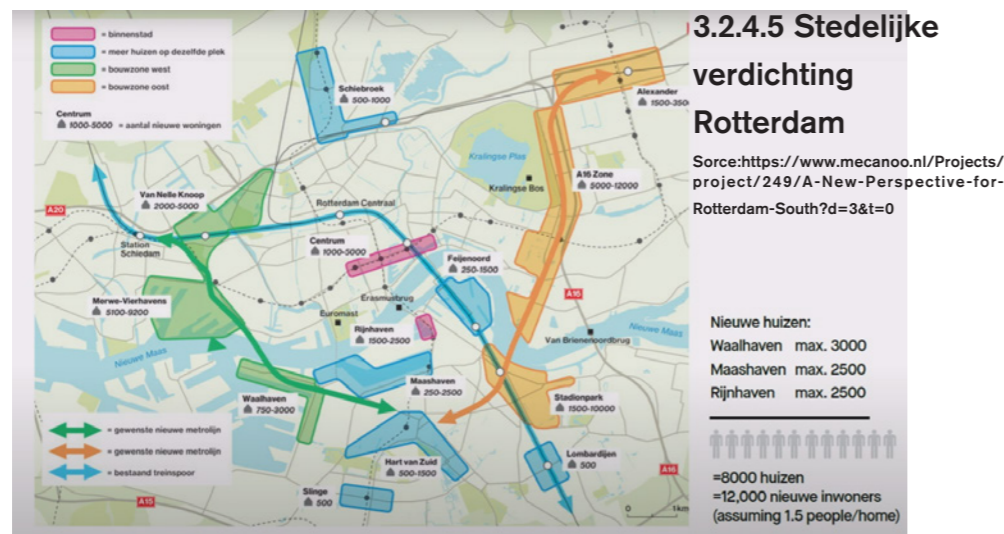 3.2.4.5 Stedelijke
verdichting
Rotterdam
Sorce:https://www.mecanoo.nl/Projects/
project/249/A-New-Perspective-for-
Rotterdam-South?d=3&t=0
= binnenstad
= meer huizen op dezelfde plek
= bouwzone west
= bouwzone oost
Centrum
1000-5000 = aantal nieuwe woningen
Schiebroek
500-1000
Alexander
1500-350
Kralingse Plas
Kralingse Bos
A16 Zone
5000-12000
Van Nelle Knoop
2000-5000
A20
Rotterdam Centraal
Station
Schiedam
Centrum
1000-5000
Feijenoord
250-1500
Merwe-Vierhavens
5100-9200
Erasmusbrug
Euromast
A16
Rijnhaven
1500-2500
Van Brienenoordbrug
Nieuwe Maas
Nieuwe Maas
Maashaven
250-2500
Waalhaven
750-3000
Stadionpark
1500-10000
= gewenste nieuwe metrolijn
= gewenste nieuwe metrolijn
= bestaand treinspoor
Hart van Zuid
500-1500
Lombardijen
500
Slinge
500
A15
A16
0 1km
Nieuwe huizen:
Waalhaven max. 3000
Maashaven max. 2500
Rijnhaven max. 2500
=8000 huizen
=12,000 nieuwe inwoners
(assuming 1.5 people/home)